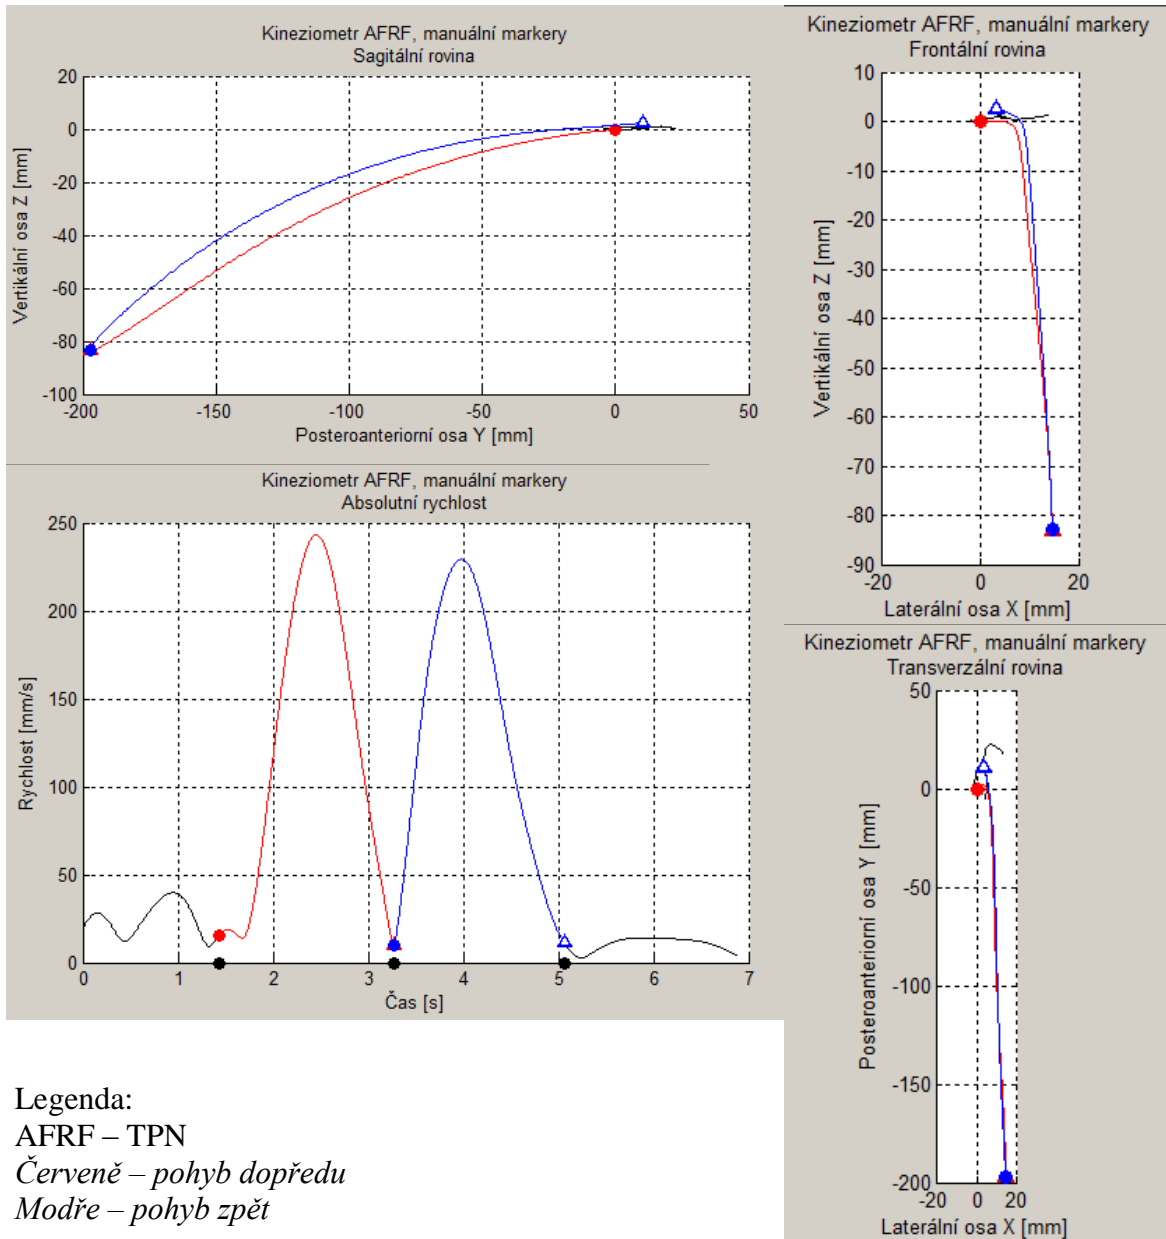 Kineziometr AFRF, manuální markery
Sagitální rovina
20
0
-20
-40
-60
-80
-100
Vertikální osa Z [mm]
-200
-150
-100
-50
0
50
Posteroanteriorní osa Y [mm]
Kineziometr AFRF, manuální markery
Frontální rovina
10
0
-10
-20
-30
-40
-50
-60
-70
-80
-90
Vertikální osa Z [mm]
-20
0
20
Laterální osa X [mm]
Kineziometr AFRF, manuální markery
Absolutní rychlost
250
200
150
100
50
0
Rychlost [mm/s]
0
1
2
3
4
5
6
7
Čas [s]
Kineziometr AFRF, manuální markery
Transverzální rovina
50
0
-50
-100
-150
-200
Posteroanteriorní osa Y [mm]
-20
0
20
Laterální osa X [mm]
Legenda:
AFRF – TPN
Červeně – pohyb dopředu
Modře – pohyb zpět